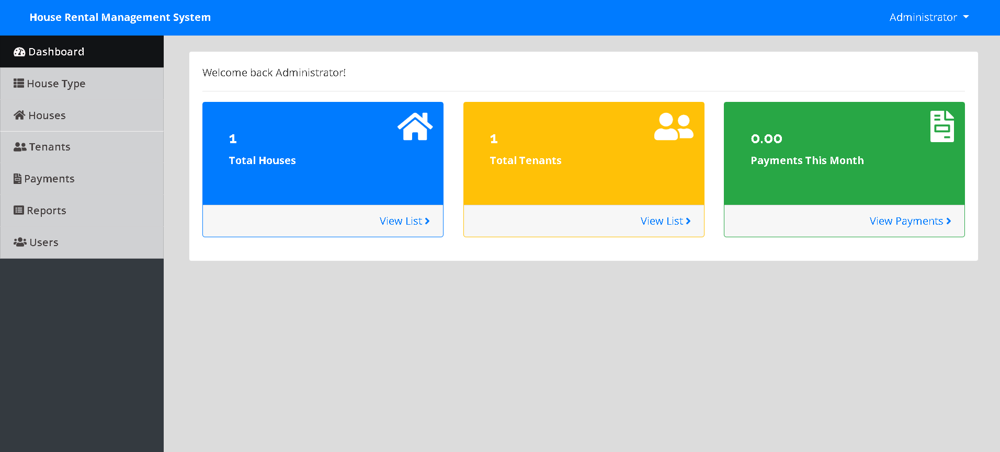 House Rental Management System
Administrator
Dashboard
House Type
Houses
Tenants
Payments
Reports
Users
Welcome back Administrator!
1
Total Houses
View List
1
Total Tenants
View List
0.00
Payments This Month
View Payments